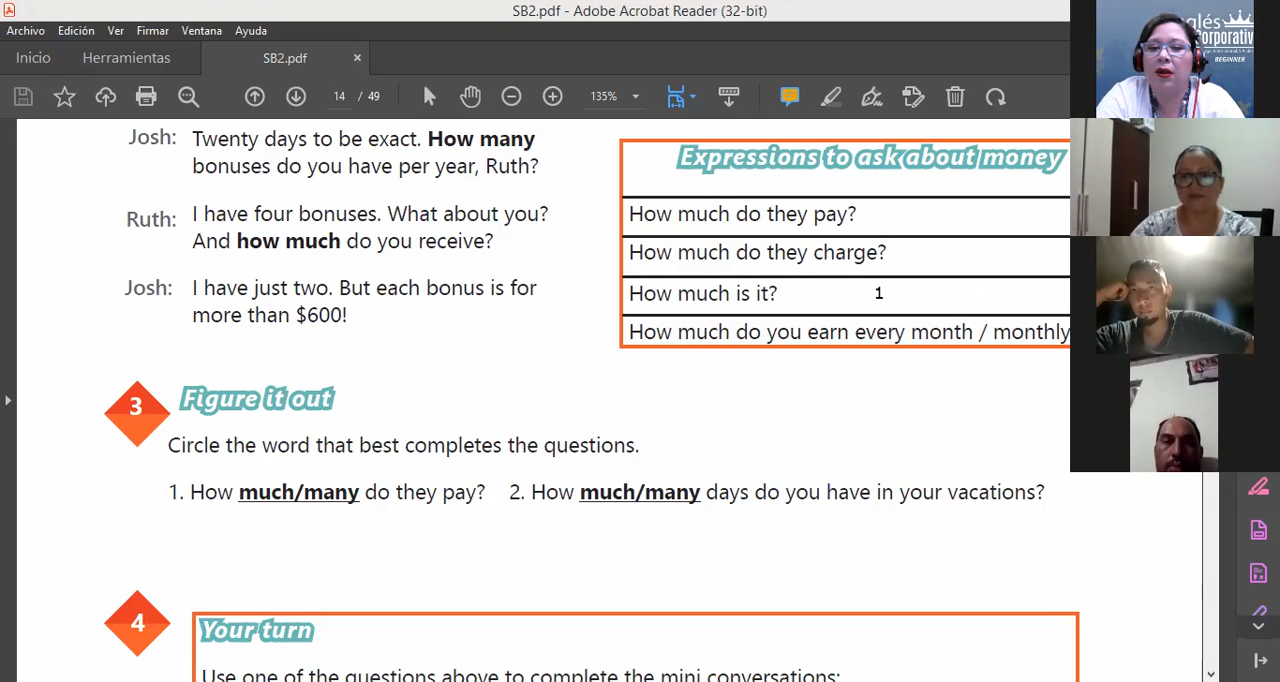 SB2.pdf - Adobe Acrobat Reader (32-bit)
Archivo Edición Ver Firmar Ventana Ayuda
Inicio Herramientas SB2.pdf ×
14 / 49 135%
Josh: Twenty days to be exact. How many
bonuses do you have per year, Ruth?
Ruth: I have four bonuses. What about you?
And how much do you receive?
Josh: I have just two. But each bonus is for
more than $600!
Expressions to ask about money
How much do they pay?
How much do they charge?
How much is it? 1
How much do you earn every month / monthly
3 Figure it out
Circle the word that best completes the questions.
1. How much/many do they pay? 2. How much/many days do you have in your vacations?
4 Your turn
Use one of the questions above to complete the mini conversations:
BEGINNER